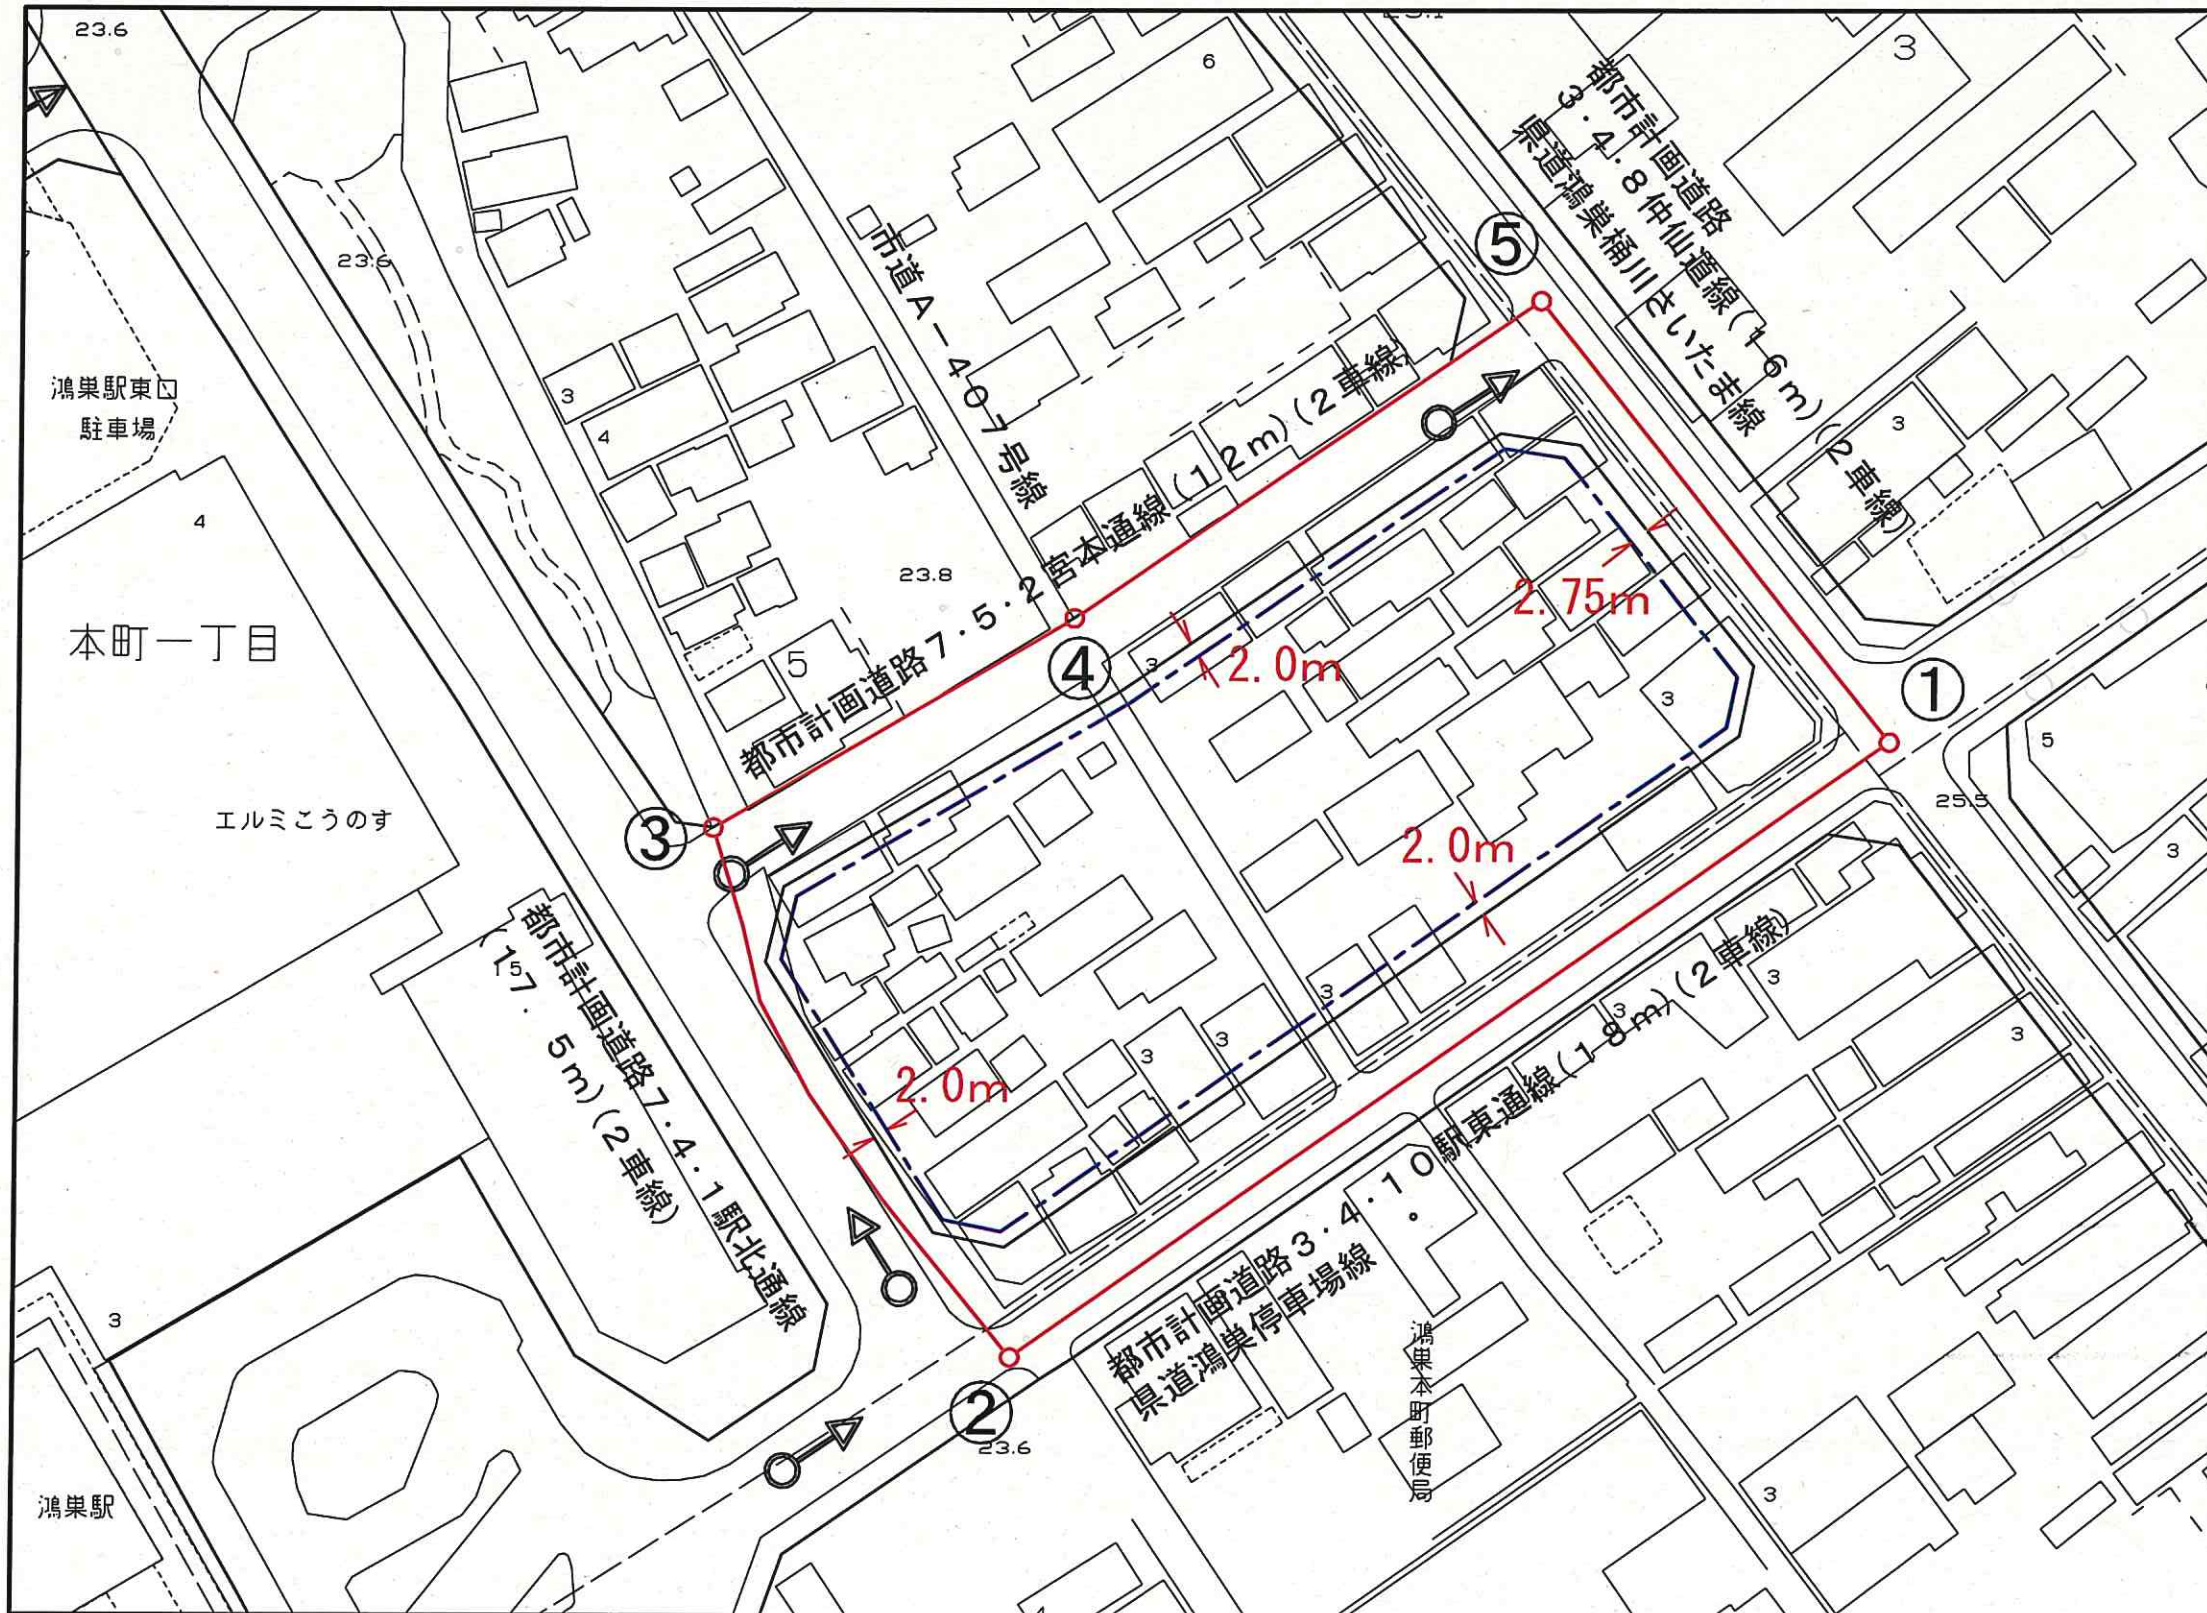 23.6
6
3
都市計画道路
3・4・8仲仙道線(16m)(2車線)
県道鴻巣桶川さいたま線
⑤
23.6
市道A-407号線
鴻巣駅東口
駐車場
3
4
4
3
23.8
都市計画道路7・5・2宮本通線(12m)(2車線)
2.75m
2.0m
3
④
3
本町一丁目
5
①
5
25.5
エルミこうのす
③
2.0m
3
都市計画道路7・4・1駅北通線
(17.5m)(2車線)
15
3
3
3
3
3
3
2.0m
都市計画道路3・4・10駅東通線(18m)(2車線)
県道鴻巣停車場線
3
鴻巣本町郵便局
②
23.6
鴻巣駅
3